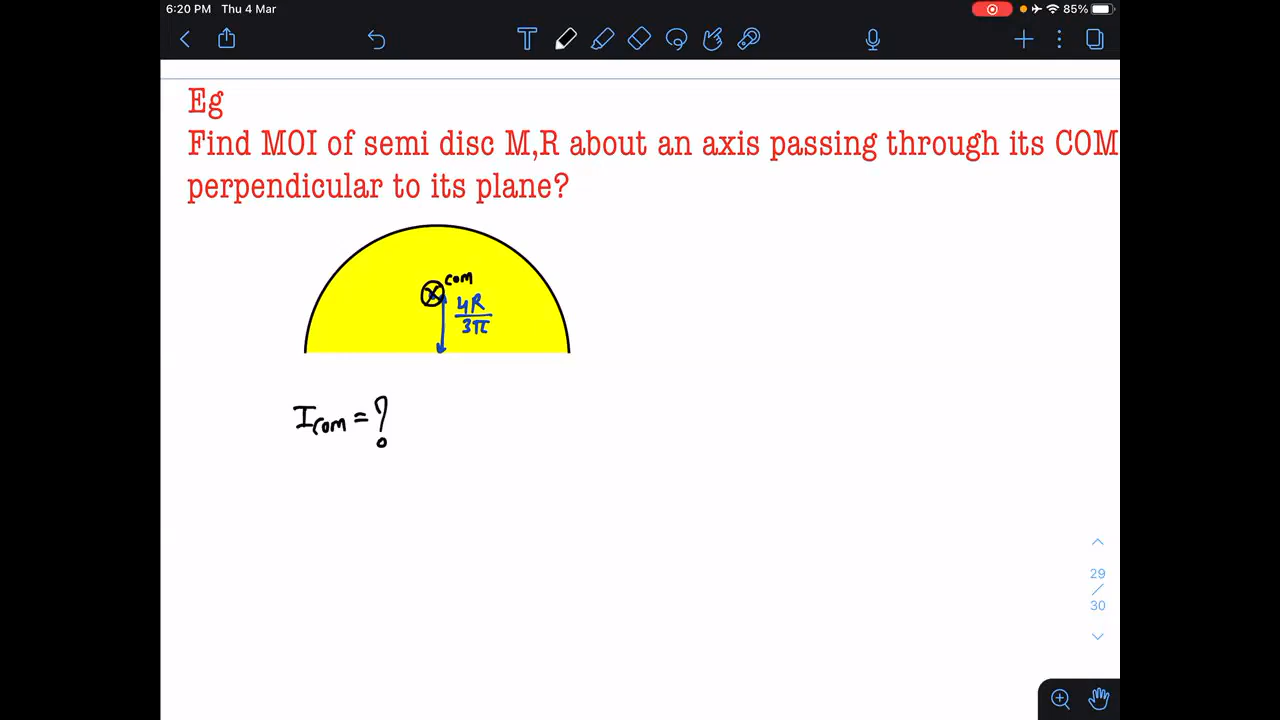 6:20 PM Thu 4 Mar
85%
T
Eg
Find MOI of semi disc M,R about an axis passing through its COM
perpendicular to its plane?
com
4R
3π
Icom = ?
29
30